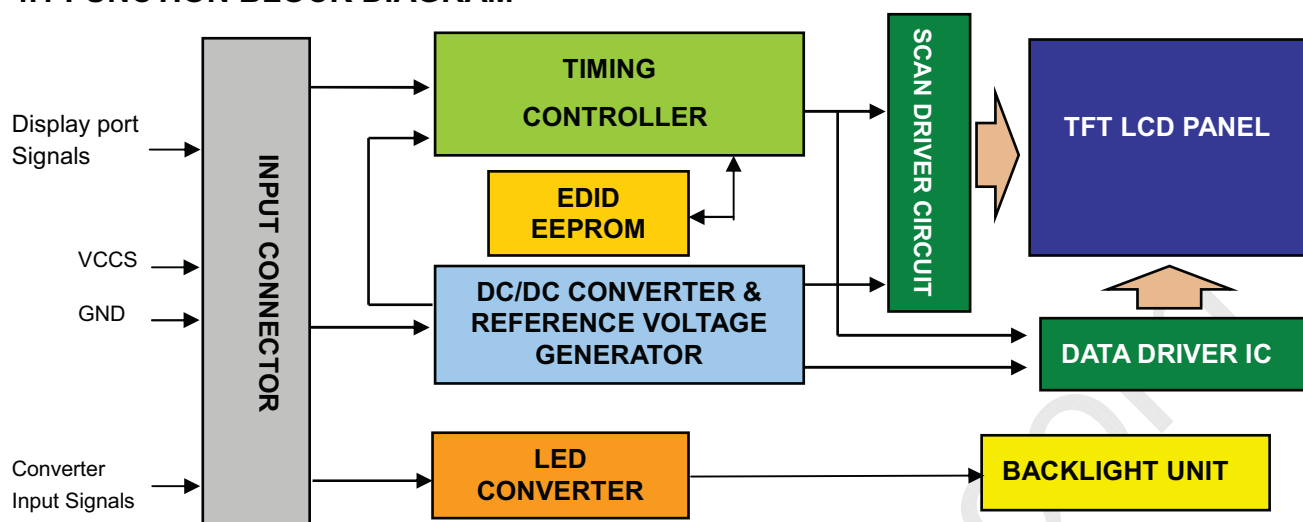 Display port
Signals
VCCS
GND
Converter
Input Signals
INPUT CONNECTOR
TIMING
CONTROLLER
EDID
EEPROM
DC/DC CONVERTER &
REFERENCE VOLTAGE
GENERATOR
LED
CONVERTER
SCAN DRIVER CIRCUIT
TFT LCD PANEL
DATA DRIVER IC
BACKLIGHT UNIT